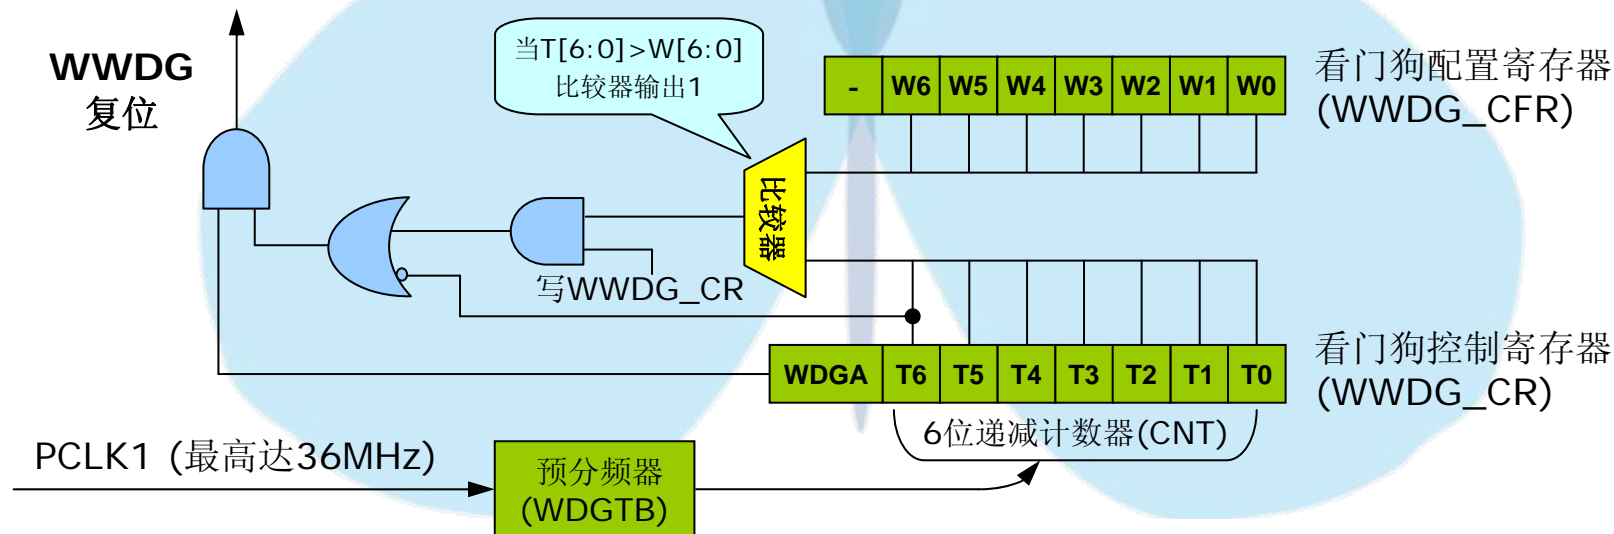 WWDG
复位
当T[6:0]>W[6:0]
比较器输出1
- W6 W5 W4 W3 W2 W1 W0
看门狗配置寄存器
(WWDG_CFR)
比较器
写WWDG_CR
WDGA T6 T5 T4 T3 T2 T1 T0
看门狗控制寄存器
(WWDG_CR)
6位递减计数器(CNT)
PCLK1 (最高达36MHz)
预分频器
(WDGTB)